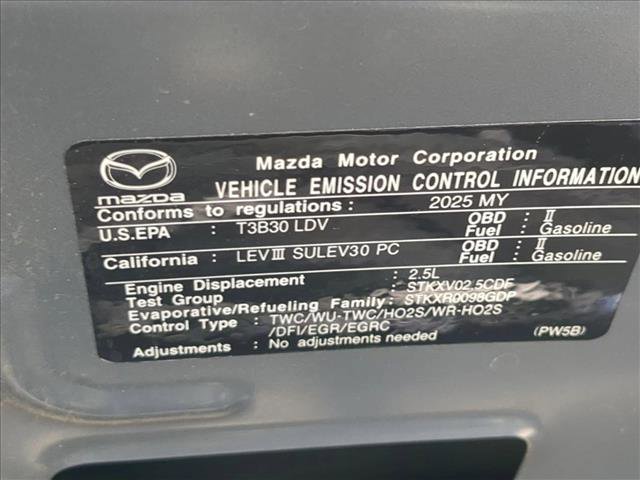 Mazda Motor Corporation
mazda
VEHICLE EMISSION CONTROL INFORMATION
Conforms to regulations : 2025 MY
U.S.EPA : T3B30 LDV OBD : II
Fuel : Gasoline
California : LEVIII SULEV30 PC OBD : II
Fuel : Gasoline
Engine Displacement : 2.5L
Test Group : STKXV02.5CDF
Evaporative/Refueling Family: STKXR0098GDP
Control Type : TWC/WU-TWC/HO2S/WR-HO2S
/DFI/EGR/EGRC
Adjustments : No adjustments needed (PW5B)